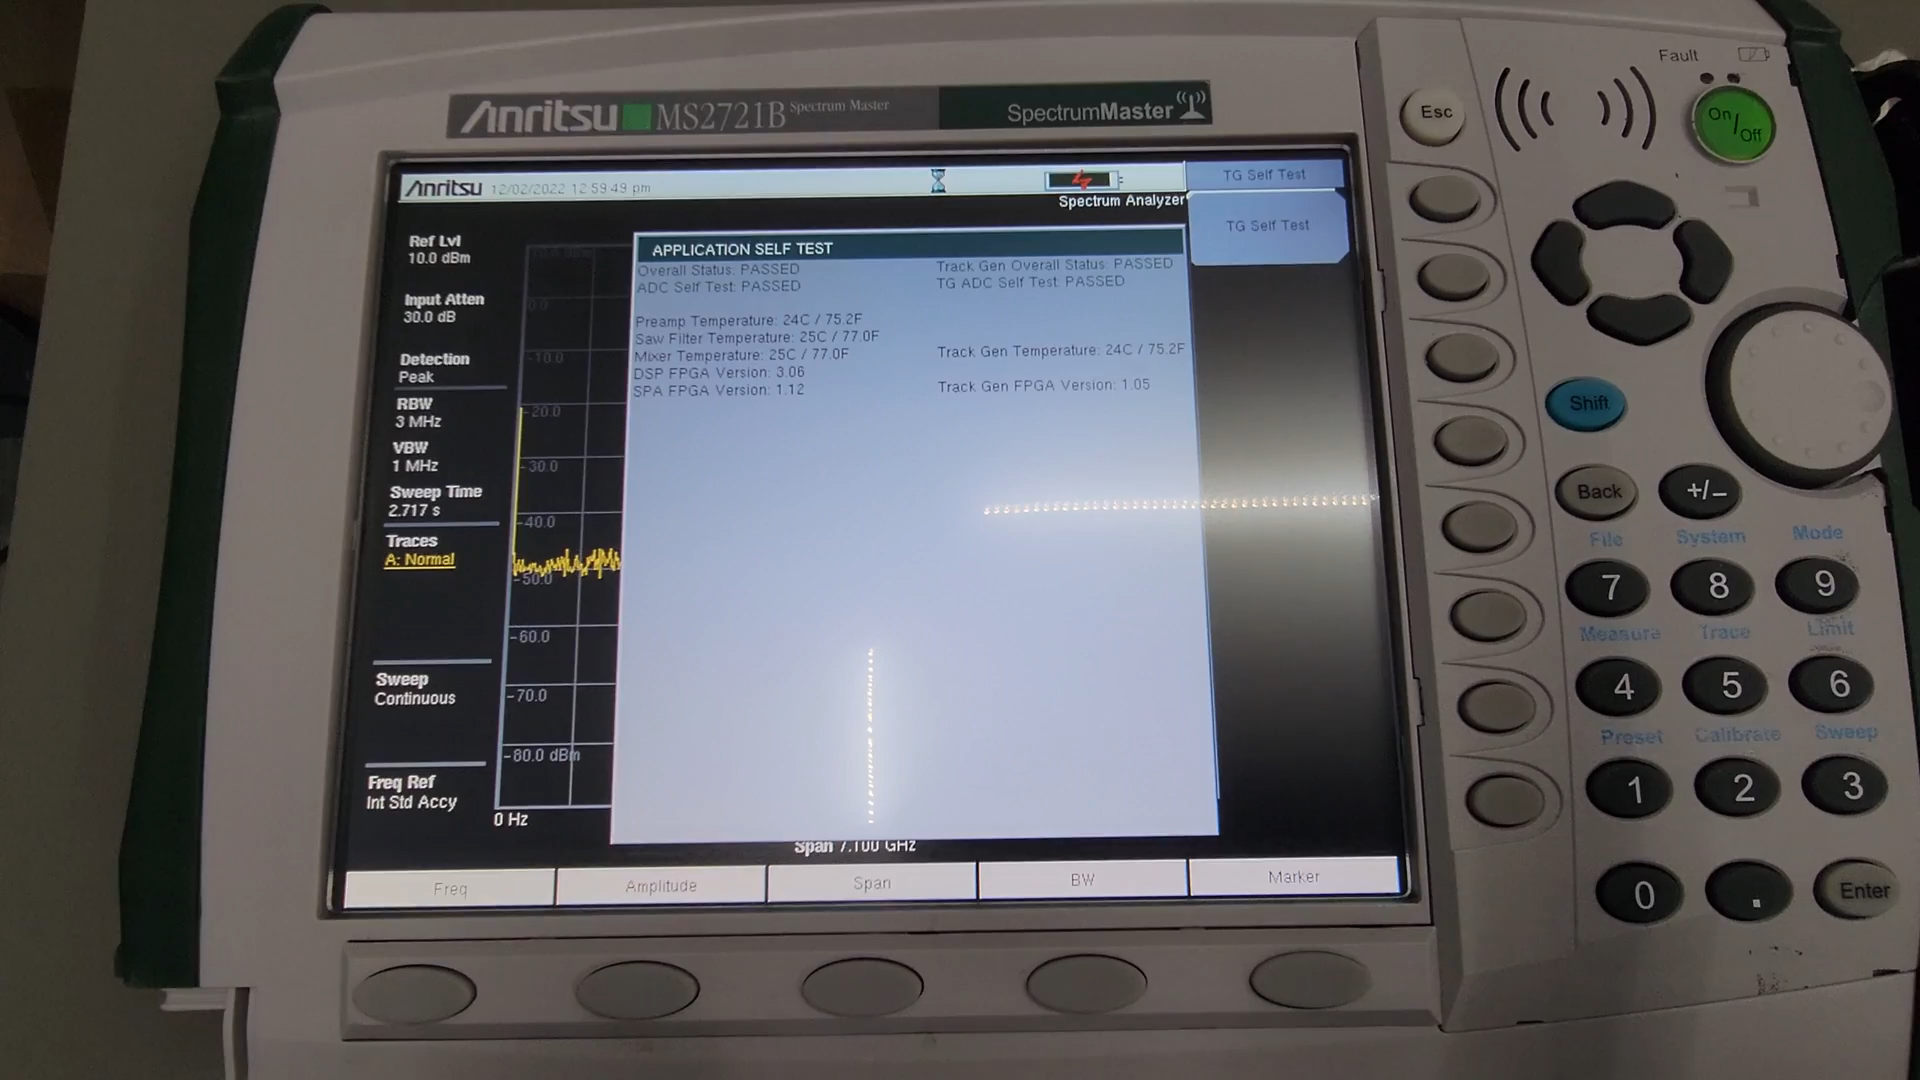 Anritsu MS2721B Spectrum Master
SpectrumMaster
Fault
On/Off
Esc
Anritsu 12/02/2022 12:59:49 pm
TG Self Test
Spectrum Analyzer
TG Self Test
Ref Lvl
10.0 dBm
Input Atten
30.0 dB
Detection
Peak
RBW
3 MHz
VBW
1 MHz
Sweep Time
2.717 s
Traces
A: Normal
Sweep
Continuous
Freq Ref
Int Std Accy
10.0 dBm
0.0
-10.0
-20.0
-30.0
-40.0
-50.0
-60.0
-70.0
-80.0 dBm
0 Hz
APPLICATION SELF TEST
Overall Status: PASSED
ADC Self Test: PASSED
Preamp Temperature: 24C / 75.2F
Saw Filter Temperature: 25C / 77.0F
Mixer Temperature: 25C / 77.0F
DSP FPGA Version: 3.06
SPA FPGA Version: 1.12
Track Gen Overall Status: PASSED
TG ADC Self Test: PASSED
Track Gen Temperature: 24C / 75.2F
Track Gen FPGA Version: 1.05
Span 7.100 GHz
Freq
Amplitude
Span
BW
Marker
Shift
Back
+/-
File
System
Mode
7
8
9
Measure
Trace
Limit
4
5
6
Preset
Calibrate
Sweep
1
2
3
0
.
Enter